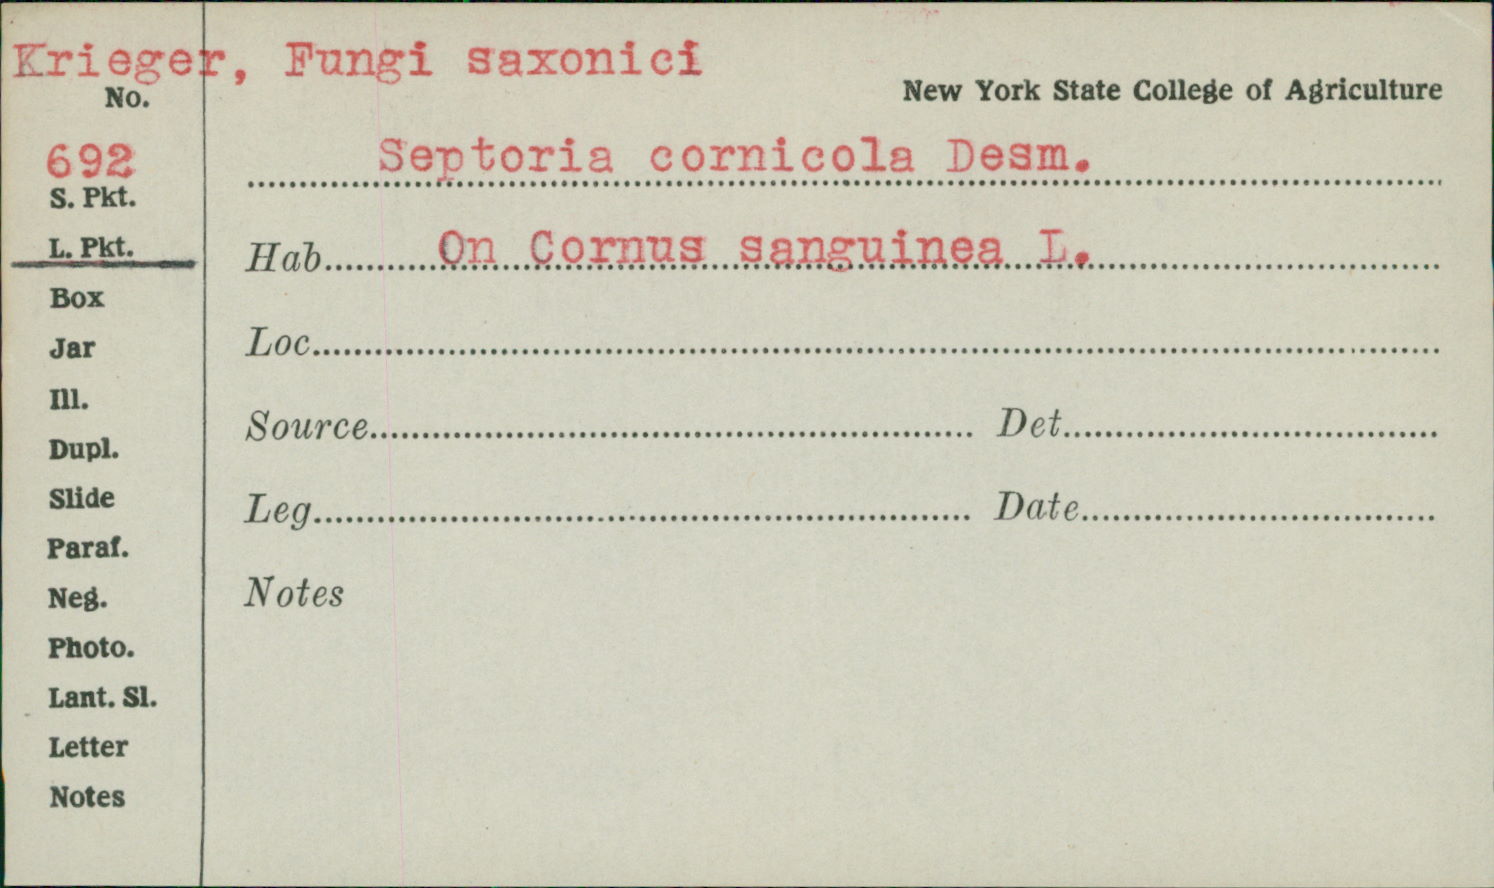 Krieger, Fungi saxonici
No.
New York State College of Agriculture
692
Septoria cornicola Desm.
S. Pkt.
L. Pkt.
Hab. On Cornus sanguinea L.
Box
Jar
Loc.
Ill.
Source Det.
Dupl.
Slide
Leg. Date
Paraf.
Neg.
Notes
Photo.
Lant. Sl.
Letter
Notes